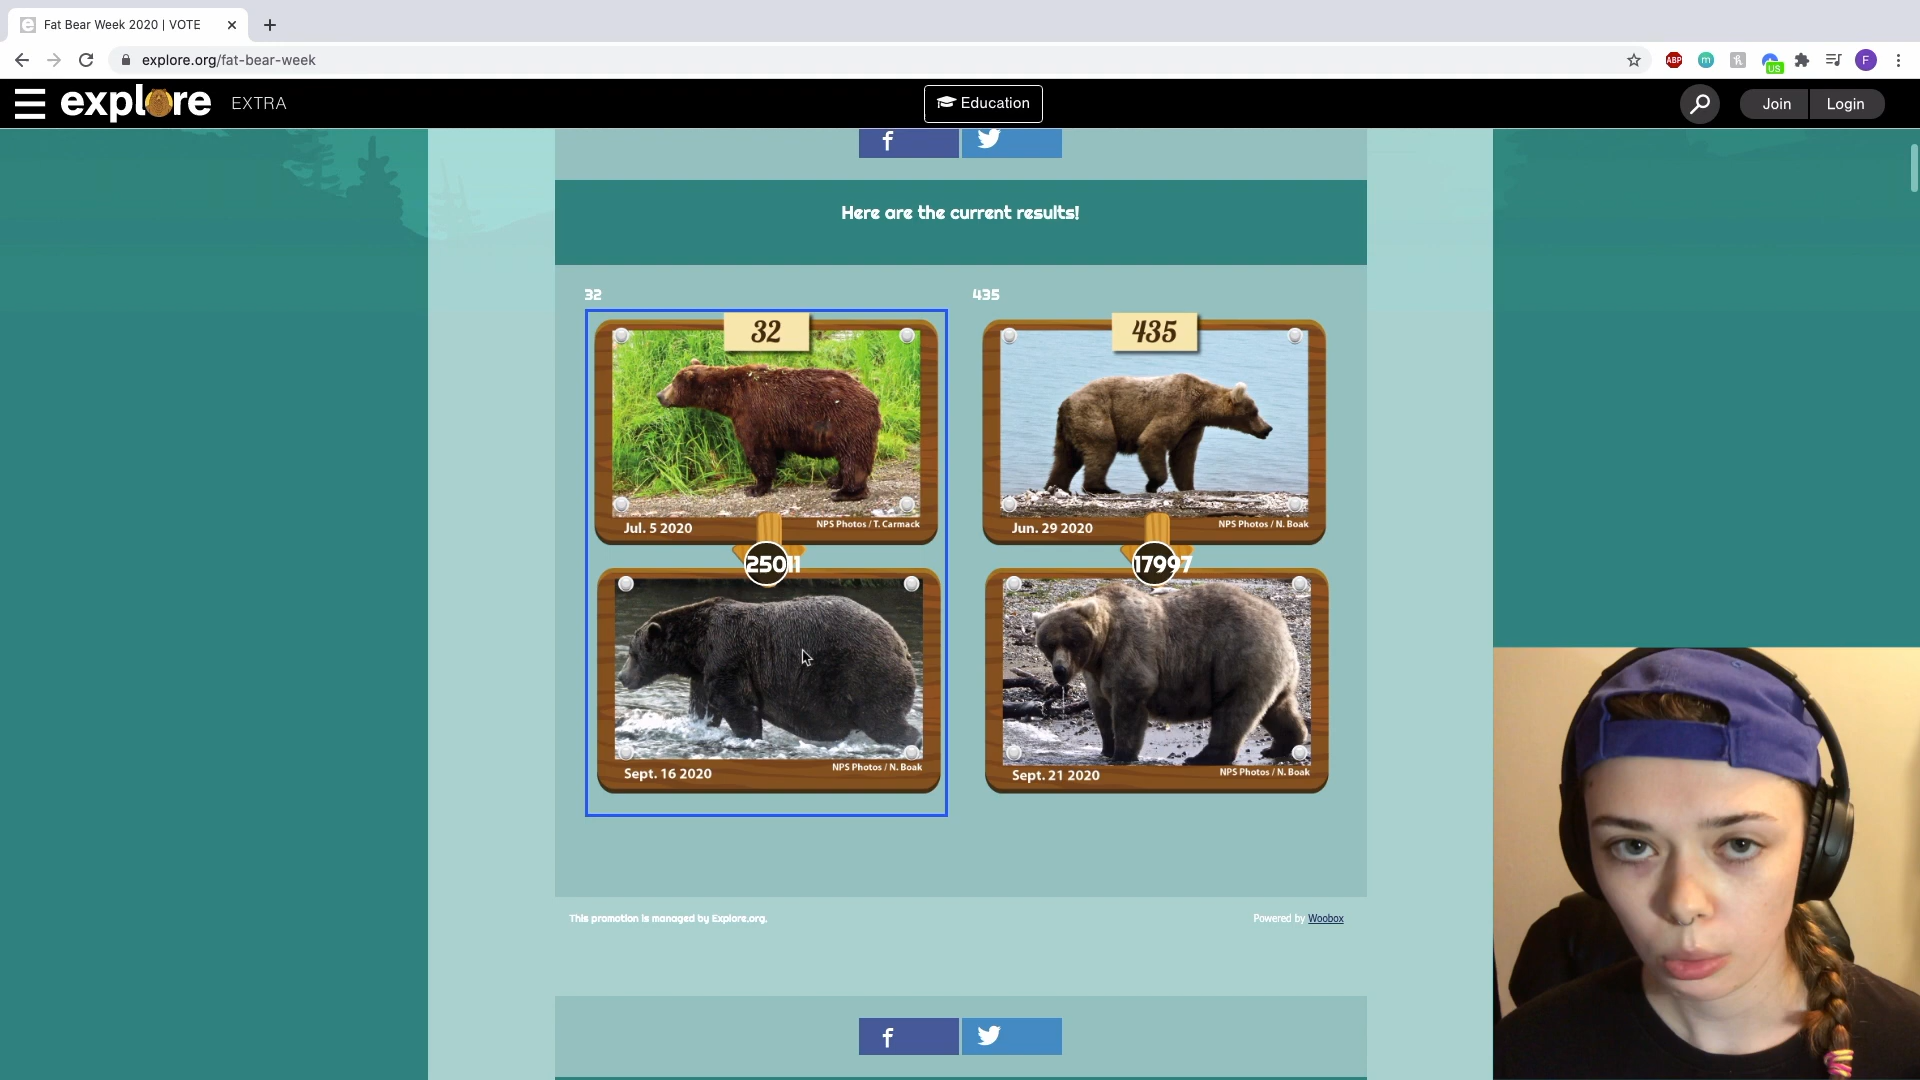 Fat Bear Week 2020 | VOTE
explore.org/fat-bear-week
ABP
m
US
F
explore EXTRA
Education
Join
Login
Here are the current results!
32
435
32
435
Jul. 5 2020
NPS Photos / T. Carmack
Jun. 29 2020
NPS Photos / N. Boak
25011
17997
Sept. 16 2020
NPS Photos / N. Boak
Sept. 21 2020
NPS Photos / N. Boak
This promotion is managed by Explore.org.
Powered by Woobox